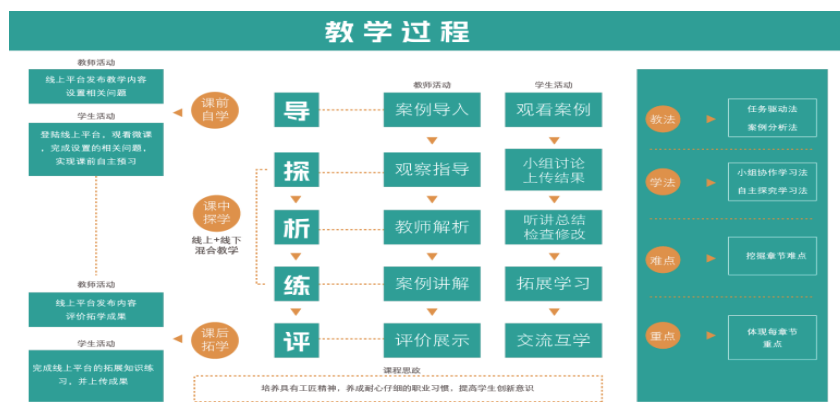 教学过程
教师活动
线上平台发布教学内容
设置相关问题
学生活动
登陆线上平台，观看微课
，完成设置的相关问题，
实现课前自主预习
教师活动
线上平台发布内容
评价拓学成果
学生活动
完成线上平台的拓展知识练
习，并上传成果
课前
自学
课中
探学
线上+线下
混合教学
课后
拓学
导
探
析
练
评
教师活动
案例导入
观察指导
教师解析
案例讲解
评价展示
学生活动
观看案例
小组讨论
上传结果
听讲总结
检查修改
拓展学习
交流互学
课程思政
培养具有工匠精神，养成耐心仔细的职业习惯，提高学生创新意识
教法
任务驱动法
案例分析法
学法
小组协作学习法
自主探究学习法
难点
挖掘章节难点
重点
体现每章节
重点